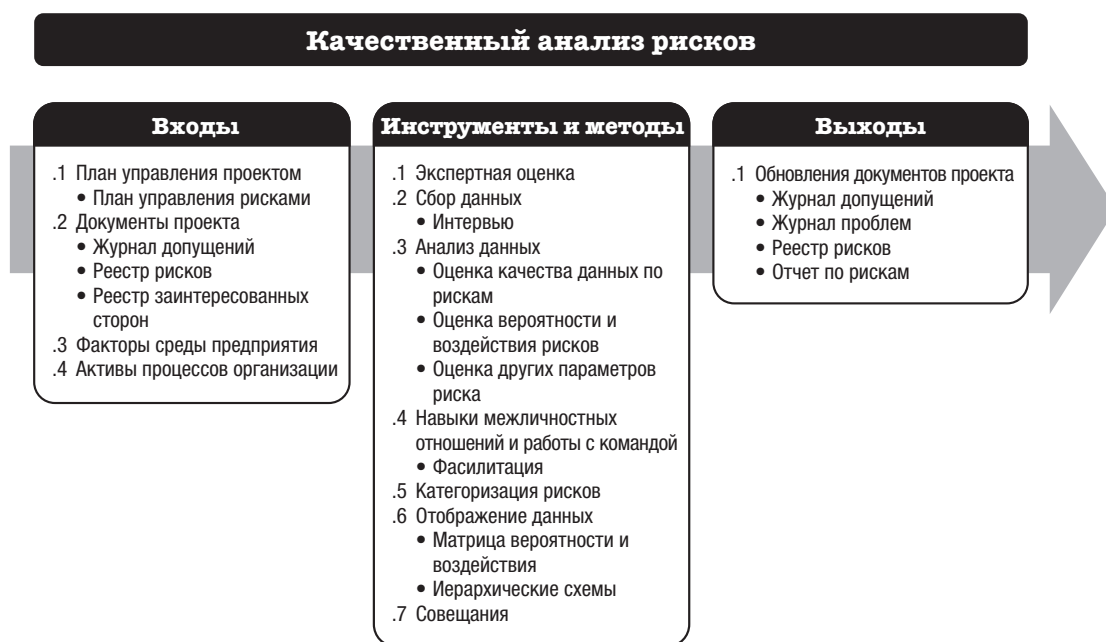 Качественный анализ рисков
Входы
.1 План управления проектом
• План управления рисками
.2 Документы проекта
• Журнал допущений
• Реестр рисков
• Реестр заинтересованных
сторон
.3 Факторы среды предприятия
.4 Активы процессов организации
Инструменты и методы
.1 Экспертная оценка
.2 Сбор данных
• Интервью
.3 Анализ данных
• Оценка качества данных по
рискам
• Оценка вероятности и
воздействия рисков
• Оценка других параметров
риска
.4 Навыки межличностных
отношений и работы с командой
• Фасилитация
.5 Категоризация рисков
.6 Отображение данных
• Матрица вероятности и
воздействия
• Иерархические схемы
.7 Совещания
Выходы
.1 Обновления документов проекта
• Журнал допущений
• Журнал проблем
• Реестр рисков
• Отчет по рискам